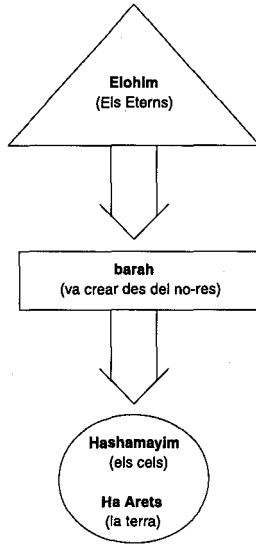 Elohim
(Els Eterns)
barah
(va crear des del no-res)
Hashamayim
(els cels)
Ha Arets
(la terra)